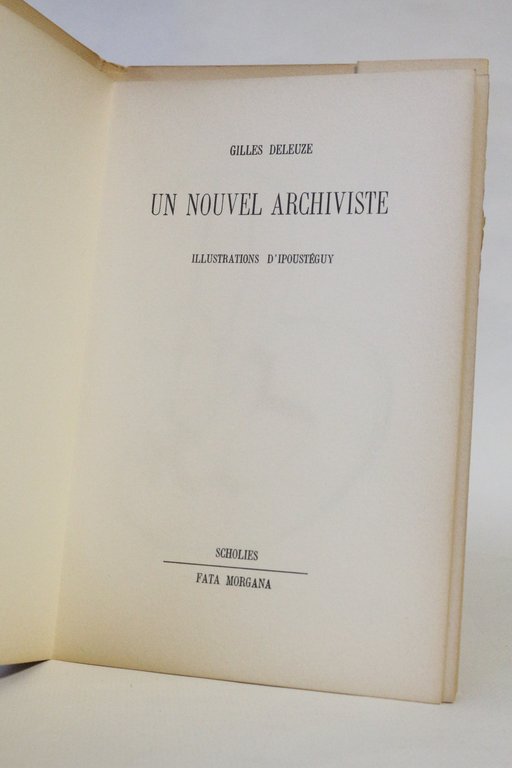 GILLES DELEUZE
UN NOUVEL ARCHIVISTE
ILLUSTRATIONS D'IPOUSTÉGUY
SCHOLIES
FATA MORGANA